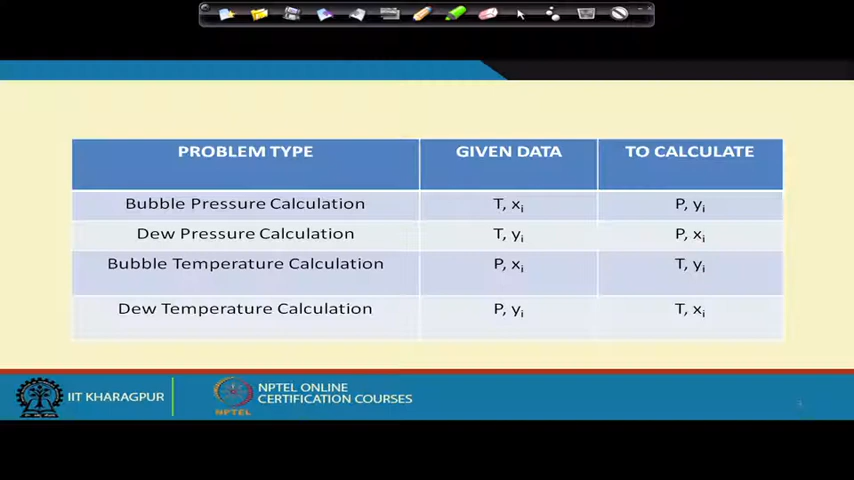 PROBLEM TYPE GIVEN DATA TO CALCULATE
Bubble Pressure Calculation T, xi P, yi
Dew Pressure Calculation T, yi P, xi
Bubble Temperature Calculation P, xi T, yi
Dew Temperature Calculation P, yi T, xi
IIT KHARAGPUR
NPTEL
NPTEL ONLINE
CERTIFICATION COURSES